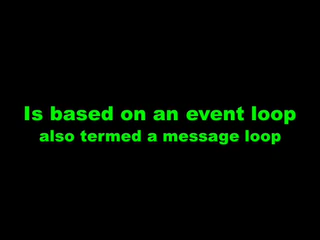 Is based on an event loop
also termed a message loop